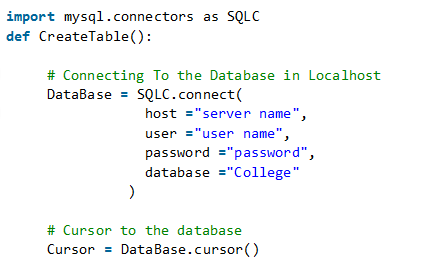 import mysql.connectors as SQLC
def CreateTable():
# Connecting To the Database in Localhost
DataBase = SQLC.connect(
host ="server name",
user ="user name",
password ="password",
database ="College"
)
# Cursor to the database
Cursor = DataBase.cursor()